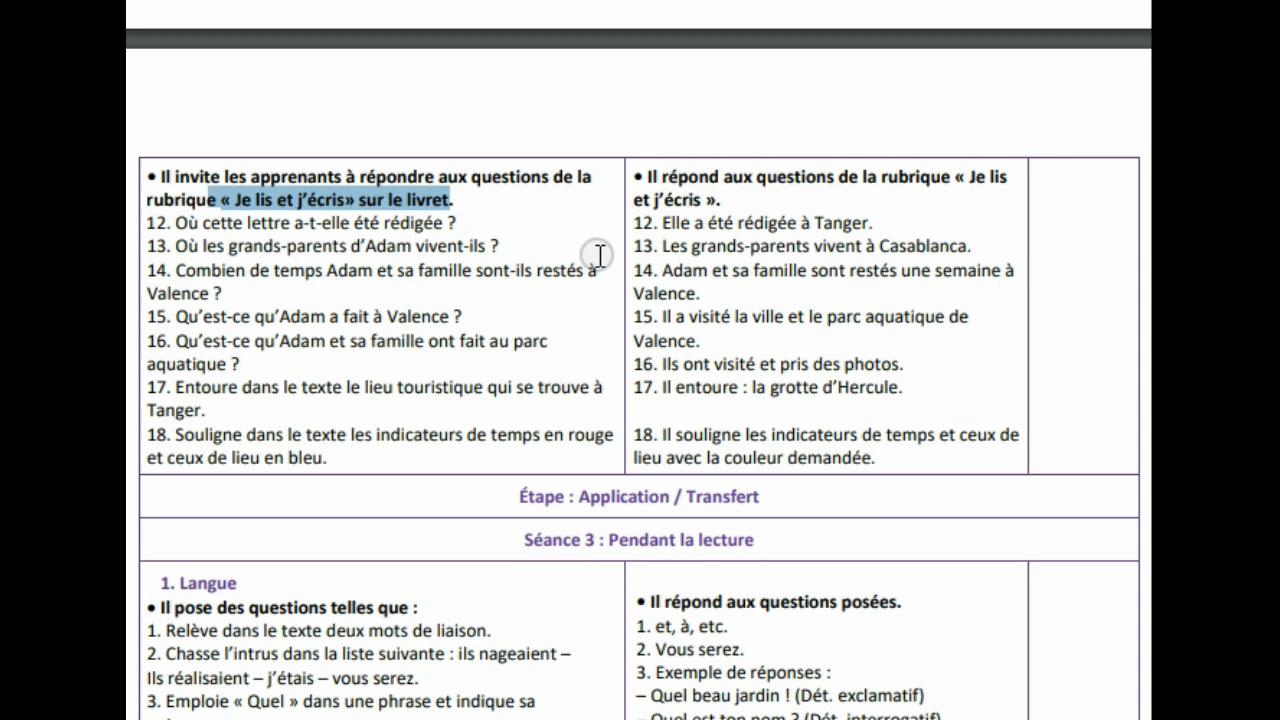 • Il invite les apprenants à répondre aux questions de la
rubrique « Je lis et j’écris» sur le livret.
12. Où cette lettre a-t-elle été rédigée ?
13. Où les grands-parents d’Adam vivent-ils ?
14. Combien de temps Adam et sa famille sont-ils restés à
Valence ?
15. Qu’est-ce qu’Adam a fait à Valence ?
16. Qu’est-ce qu’Adam et sa famille ont fait au parc
aquatique ?
17. Entoure dans le texte le lieu touristique qui se trouve à
Tanger.
18. Souligne dans le texte les indicateurs de temps en rouge
et ceux de lieu en bleu.
• Il répond aux questions de la rubrique « Je lis
et j’écris ».
12. Elle a été rédigée à Tanger.
13. Les grands-parents vivent à Casablanca.
14. Adam et sa famille sont restés une semaine à
Valence.
15. Il a visité la ville et le parc aquatique de
Valence.
16. Ils ont visité et pris des photos.
17. Il entoure : la grotte d’Hercule.
18. Il souligne les indicateurs de temps et ceux de
lieu avec la couleur demandée.
Étape : Application / Transfert
Séance 3 : Pendant la lecture
1. Langue
• Il pose des questions telles que :
1. Relève dans le texte deux mots de liaison.
2. Chasse l’intrus dans la liste suivante : ils nageaient –
Ils réalisaient – j’étais – vous serez.
3. Emploie « Quel » dans une phrase et indique sa
• Il répond aux questions posées.
1. et, à, etc.
2. Vous serez.
3. Exemple de réponses :
– Quel beau jardin ! (Dét. exclamatif)
– Quel est ton nom ? (Dét. interrogatif)